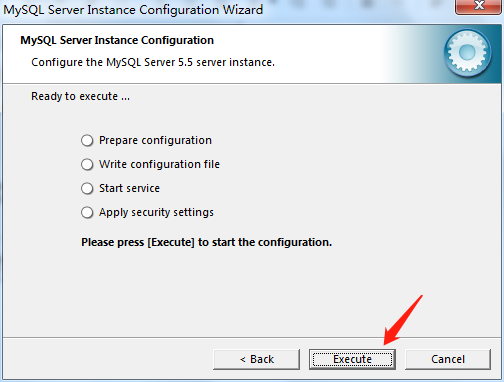 MySQL Server Instance Configuration Wizard
MySQL Server Instance Configuration
Configure the MySQL Server 5.5 server instance.
Ready to execute ...
Prepare configuration
Write configuration file
Start service
Apply security settings
Please press [Execute] to start the configuration.
< Back
Execute
Cancel